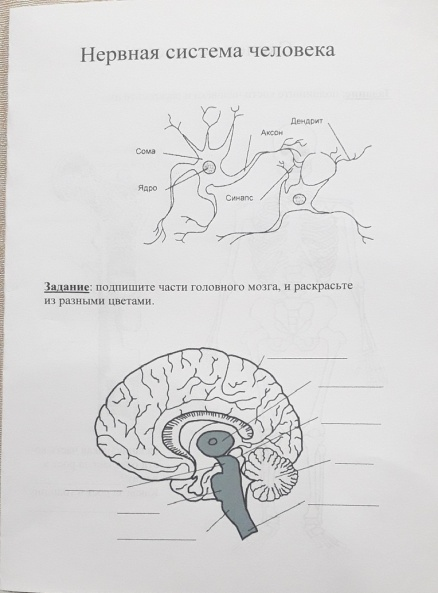 Нервная система человека
Дендрит
Аксон
Сома
Ядро
Синапс
Задание: подпишите части головного мозга, и раскрасьте
из разными цветами.